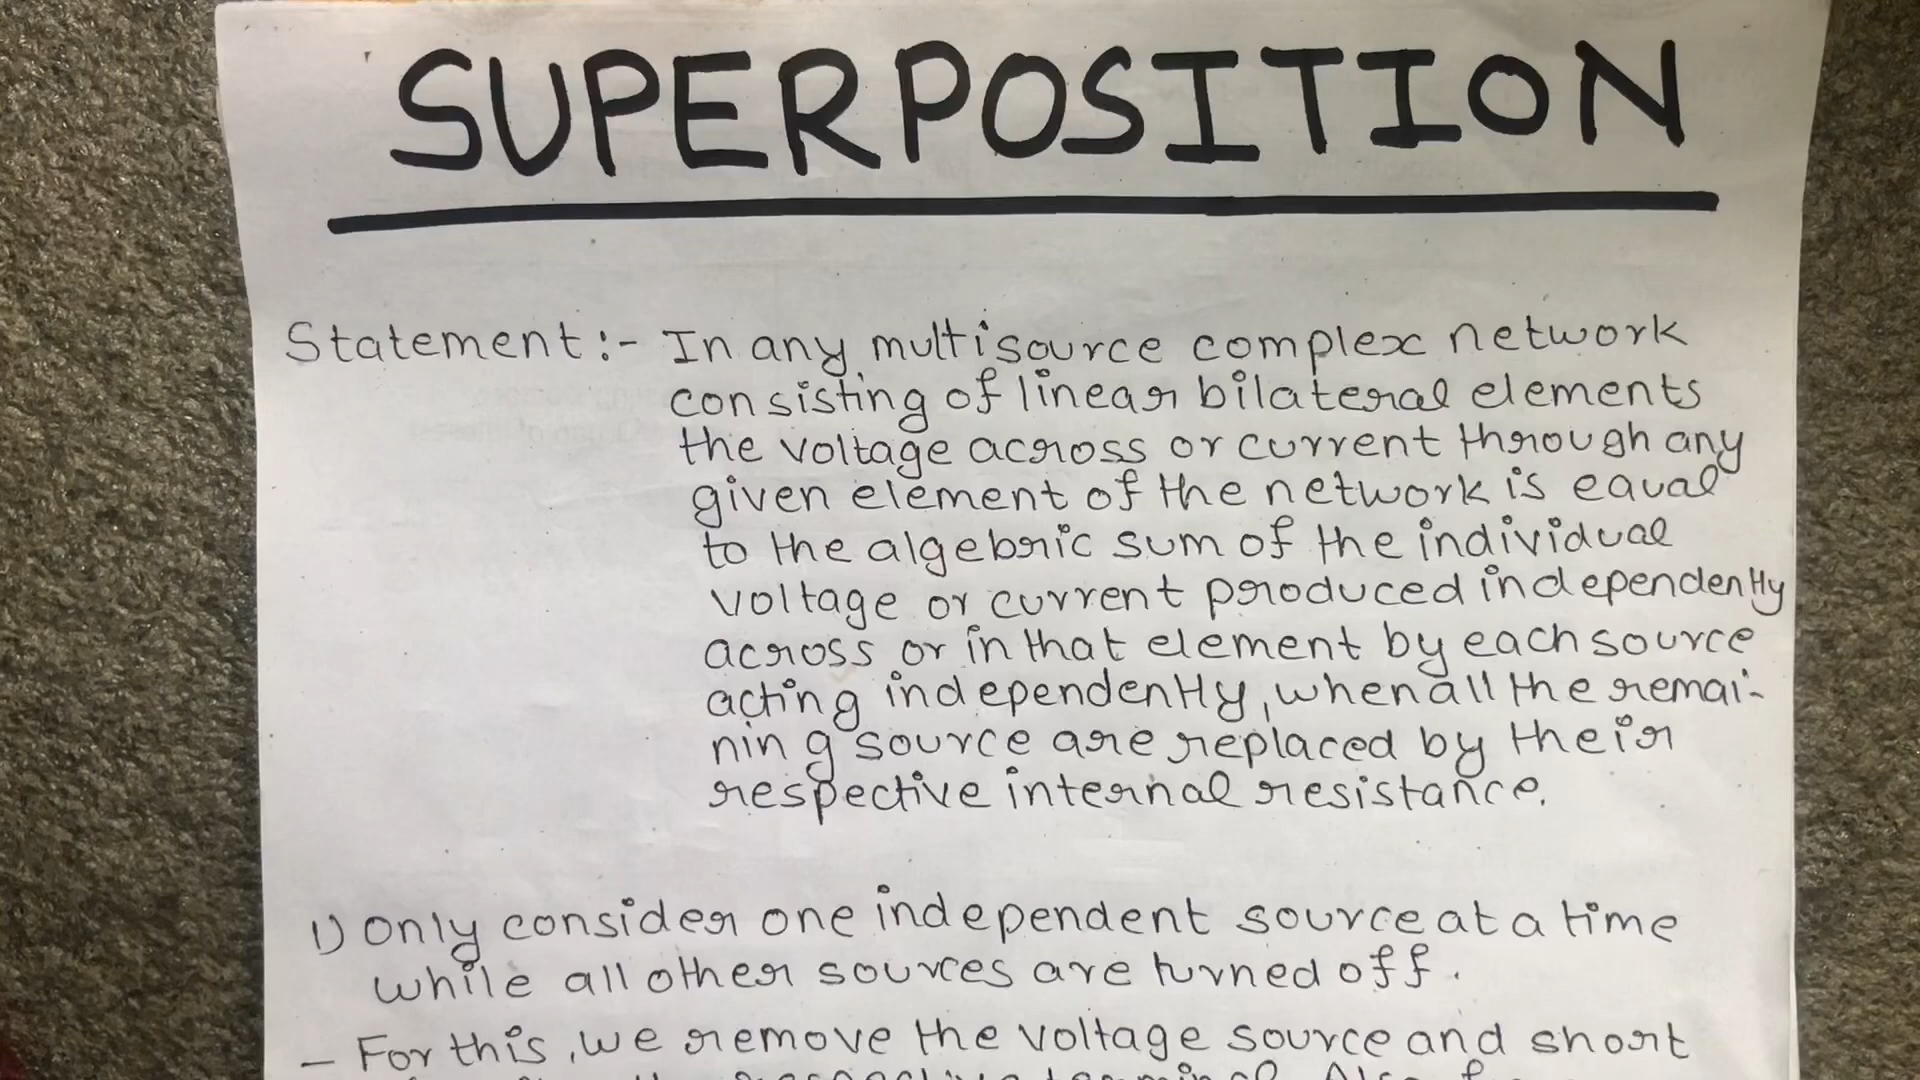 SUPERPOSITION
Statement :- In any multisource complex network
consisting of linear bilateral elements
the voltage across or current through any
given element of the network is eaual
to the algebric sum of the individual
voltage or current produced independently
across or in that element by each source
acting independently, when all the remai-
ning source are replaced by their
respective internal resistance.
1) Only consider one independent source at a time
while all other sources are turned off.
- For this, we remove the voltage source and short